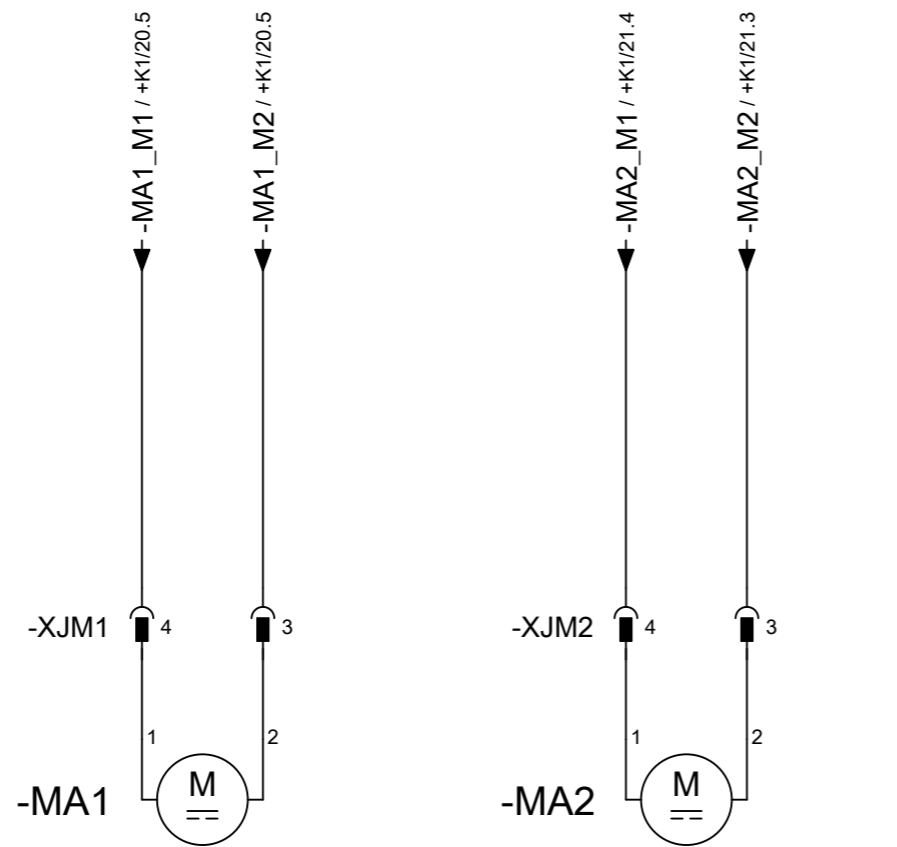 -MA1_M1 / +K1/20.5
-MA1_M2 / +K1/20.5
-MA2_M1 / +K1/21.4
-MA2_M2 / +K1/21.3
-XJM1 4 3
-XJM2 4 3
1 2
1 2
-MA1 M
-MA2 M